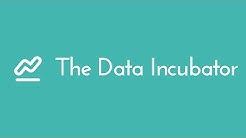 The Data Incubator